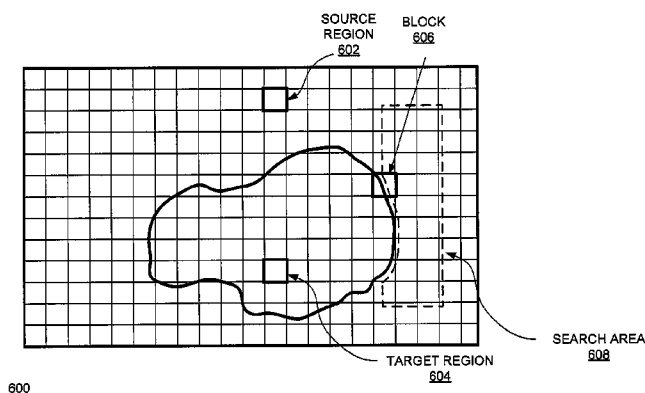 SOURCE
REGION
602
BLOCK
606
TARGET REGION
604
SEARCH AREA
608
600